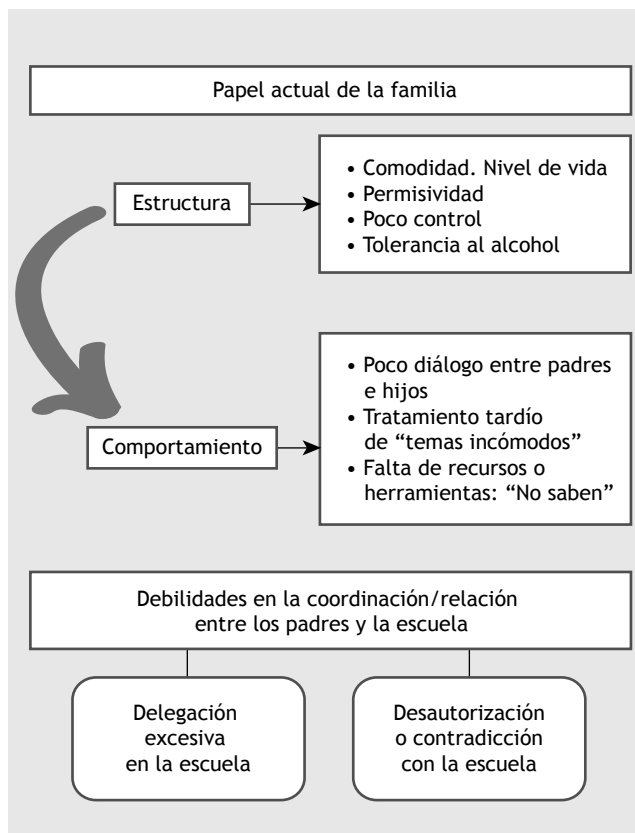 Papel actual de la familia
Estructura
• Comodidad. Nivel de vida
• Permisividad
• Poco control
• Tolerancia al alcohol
Comportamiento
• Poco diálogo entre padres
e hijos
• Tratamiento tardío
de “temas incómodos”
• Falta de recursos o
herramientas: “No saben”
Debilidades en la coordinación/relación
entre los padres y la escuela
Delegación
excesiva
en la escuela
Desautorización
o contradicción
con la escuela